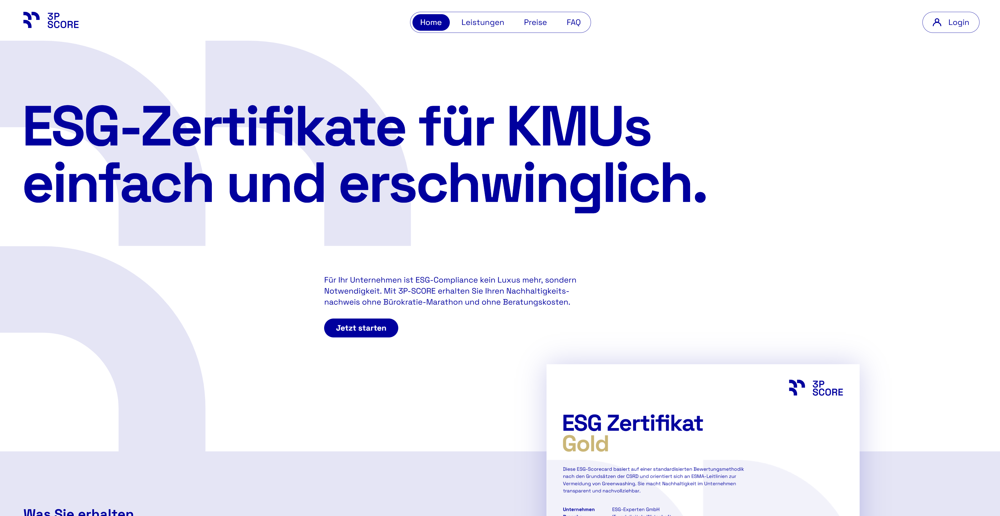 3P
SCORE
Home
Leistungen
Preise
FAQ
Login
ESG-Zertifikate für KMUs
einfach und erschwinglich.
Für Ihr Unternehmen ist ESG-Compliance kein Luxus mehr, sondern
Notwendigkeit. Mit 3P-SCORE erhalten Sie Ihren Nachhaltigkeits-
nachweis ohne Bürokratie-Marathon und ohne Beratungskosten.
Jetzt starten
3P
SCORE
ESG Zertifikat
Gold
Diese ESG-Scorecard basiert auf einer standardisierten Bewertungsmethodik
nach den Grundsätzen der CSRD und orientiert sich an ESMA-Leitlinien zur
Vermeidung von Greenwashing. Sie macht Nachhaltigkeit im Unternehmen
transparent und nachvollziehbar.
Unternehmen ESG-Experten GmbH
Was Sie erhalten